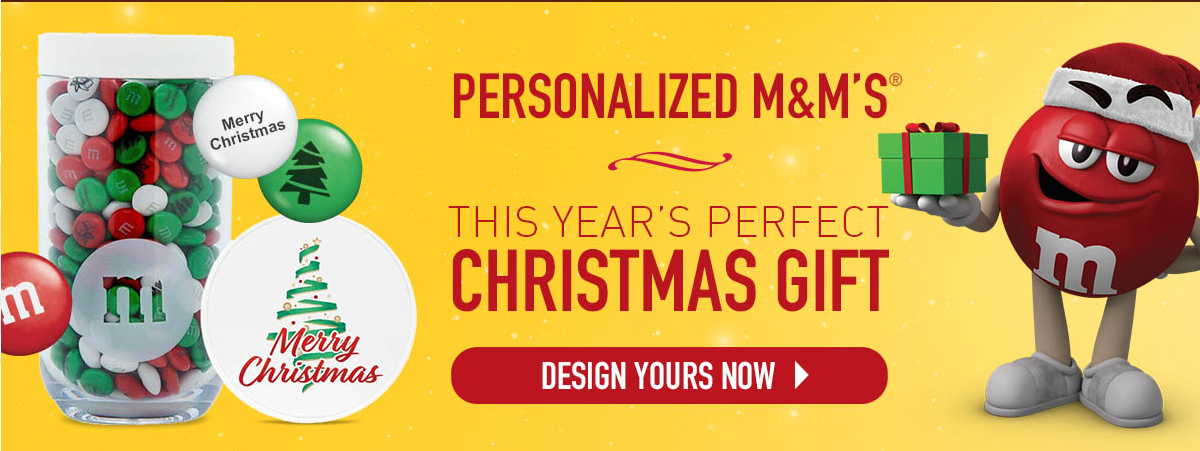 PERSONALIZED M&M'S®
THIS YEAR'S PERFECT
CHRISTMAS GIFT
DESIGN YOURS NOW
Merry
Christmas
m
m
Merry
Christmas
m